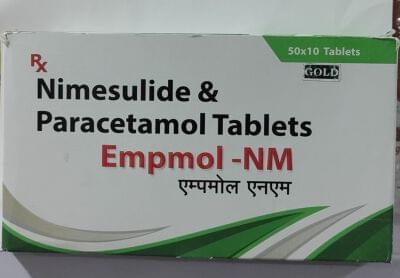 Rx
50x10 Tablets
GOLD
Nimesulide &
Paracetamol Tablets
Empmol -NM
एम्पमोल एनएम